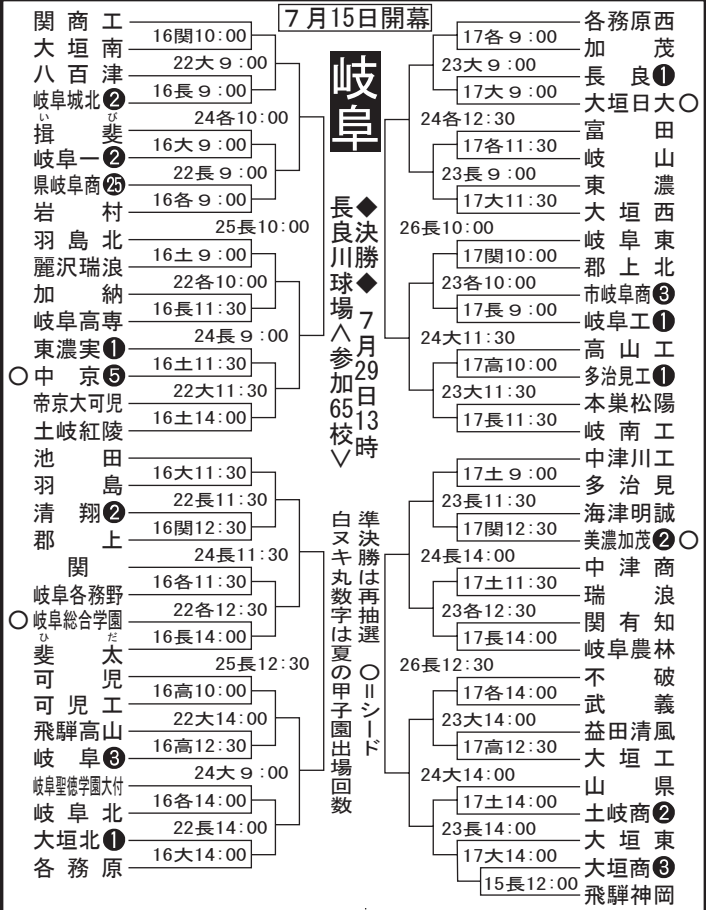 7月15日開幕
岐阜
◆決勝◆ 7月29日13時
長良川球場<参加65校>
準決勝は再抽選 ○=シード
白ヌキ丸数字は夏の甲子園出場回数
関商工
16関10:00
大垣南
22大9:00
八百津
16長9:00
岐阜城北❷
24各10:00
いび
揖斐
16大9:00
岐阜一❷
22長9:00
県岐阜商㉕
16各9:00
岩村
25長10:00
羽島北
16土9:00
麗沢瑞浪
22各10:00
加納
16長11:30
岐阜高専
24長9:00
東濃実❶
16土11:30
○中京❺
22大11:30
帝京大可児
16土14:00
土岐紅陵
池田
16大11:30
羽島
22長11:30
清翔❷
16関12:30
郡上
24長11:30
関
16各11:30
岐阜各務野
22各12:30
○岐阜総合学園
16長14:00
ひだ
斐太
25長12:30
可児
16高10:00
可児工
22大14:00
飛騨高山
16高12:30
岐阜❸
24大9:00
岐阜聖徳学園大付
16各14:00
岐阜北
22長14:00
大垣北❶
16大14:00
各務原
各務原西
17各9:00
加茂
23大9:00
長良❶
17大9:00
大垣日大○
24各12:30
富田
17各11:30
岐山
23長9:00
東濃
17大11:30
大垣西
26長10:00
岐阜東
17関10:00
郡上北
23各10:00
市岐阜商❸
17長9:00
岐阜工❶
24大11:30
高山工
17高10:00
多治見工❶
23大11:30
本巣松陽
17長11:30
岐南工
中津川工
17土9:00
多治見
23長11:30
海津明誠
17関12:30
美濃加茂❷○
24長14:00
中津商
17土11:30
瑞浪
23各12:30
関有知
17長14:00
岐阜農林
26長12:30
不破
17各14:00
武義
23大14:00
益田清風
17高12:30
大垣工
24大14:00
山県
17土14:00
土岐商❷
23長14:00
大垣東
17大14:00
大垣商❸
15長12:00
飛騨神岡